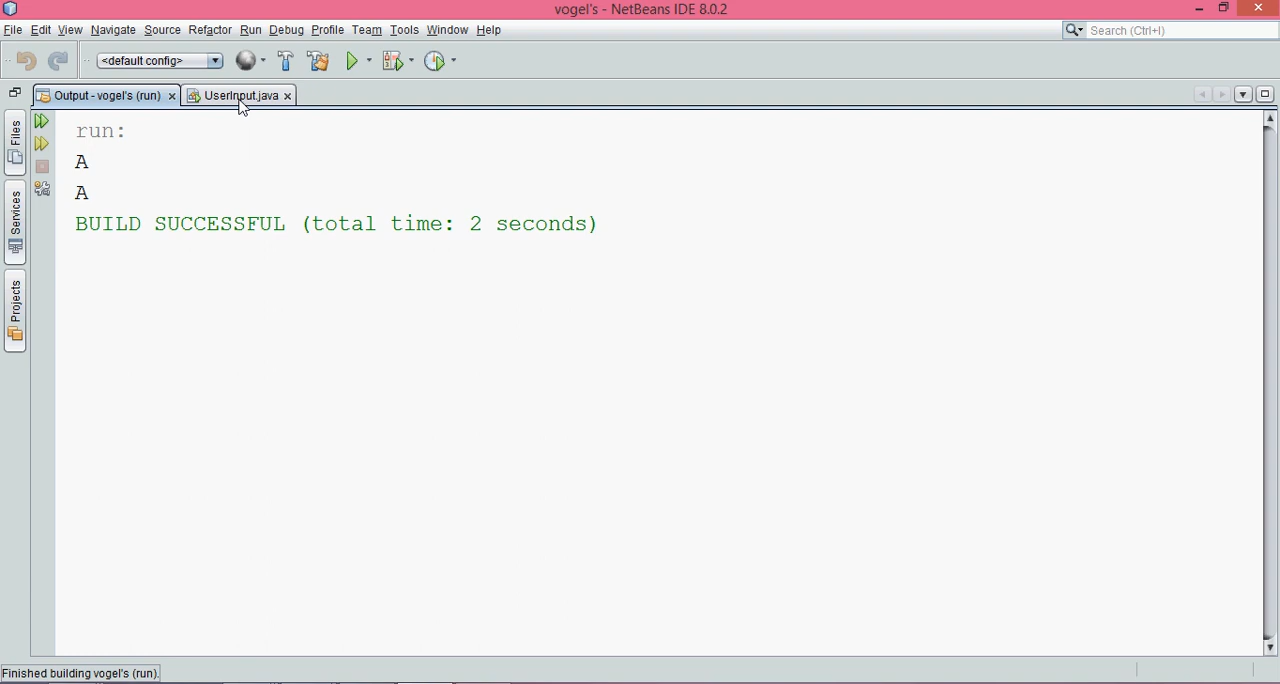 vogel's - NetBeans IDE 8.0.2
File Edit View Navigate Source Refactor Run Debug Profile Team Tools Window Help
Search (Ctrl+I)
<default config>
Output - vogel's (run) UserInput.java
Files
Services
Projects
run:
A
A
BUILD SUCCESSFUL (total time: 2 seconds)
Finished building vogel's (run).